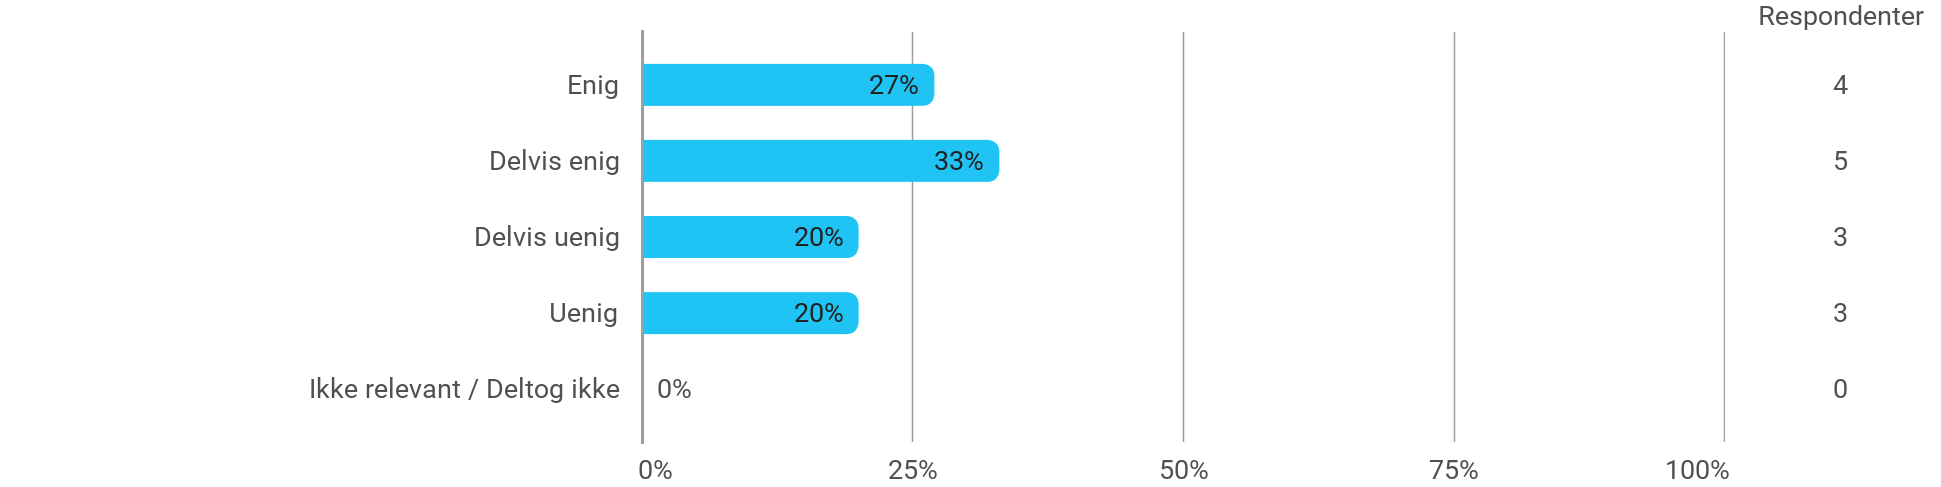 Respondenter
Enig 27% 4
Delvis enig 33% 5
Delvis uenig 20% 3
Uenig 20% 3
Ikke relevant / Deltog ikke 0% 0
0% 25% 50% 75% 100%